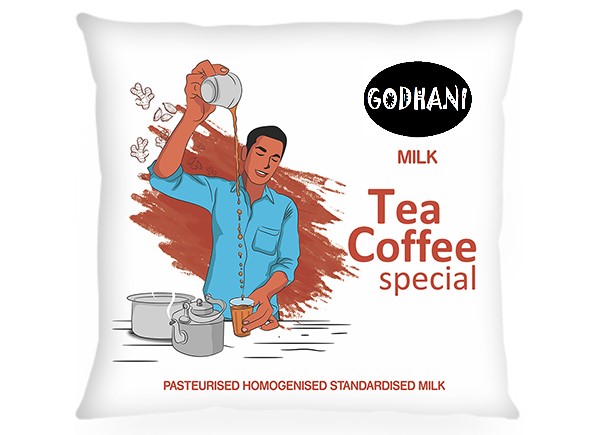 GODHANI
MILK
Tea
Coffee
special
PASTEURISED HOMOGENISED STANDARDISED MILK